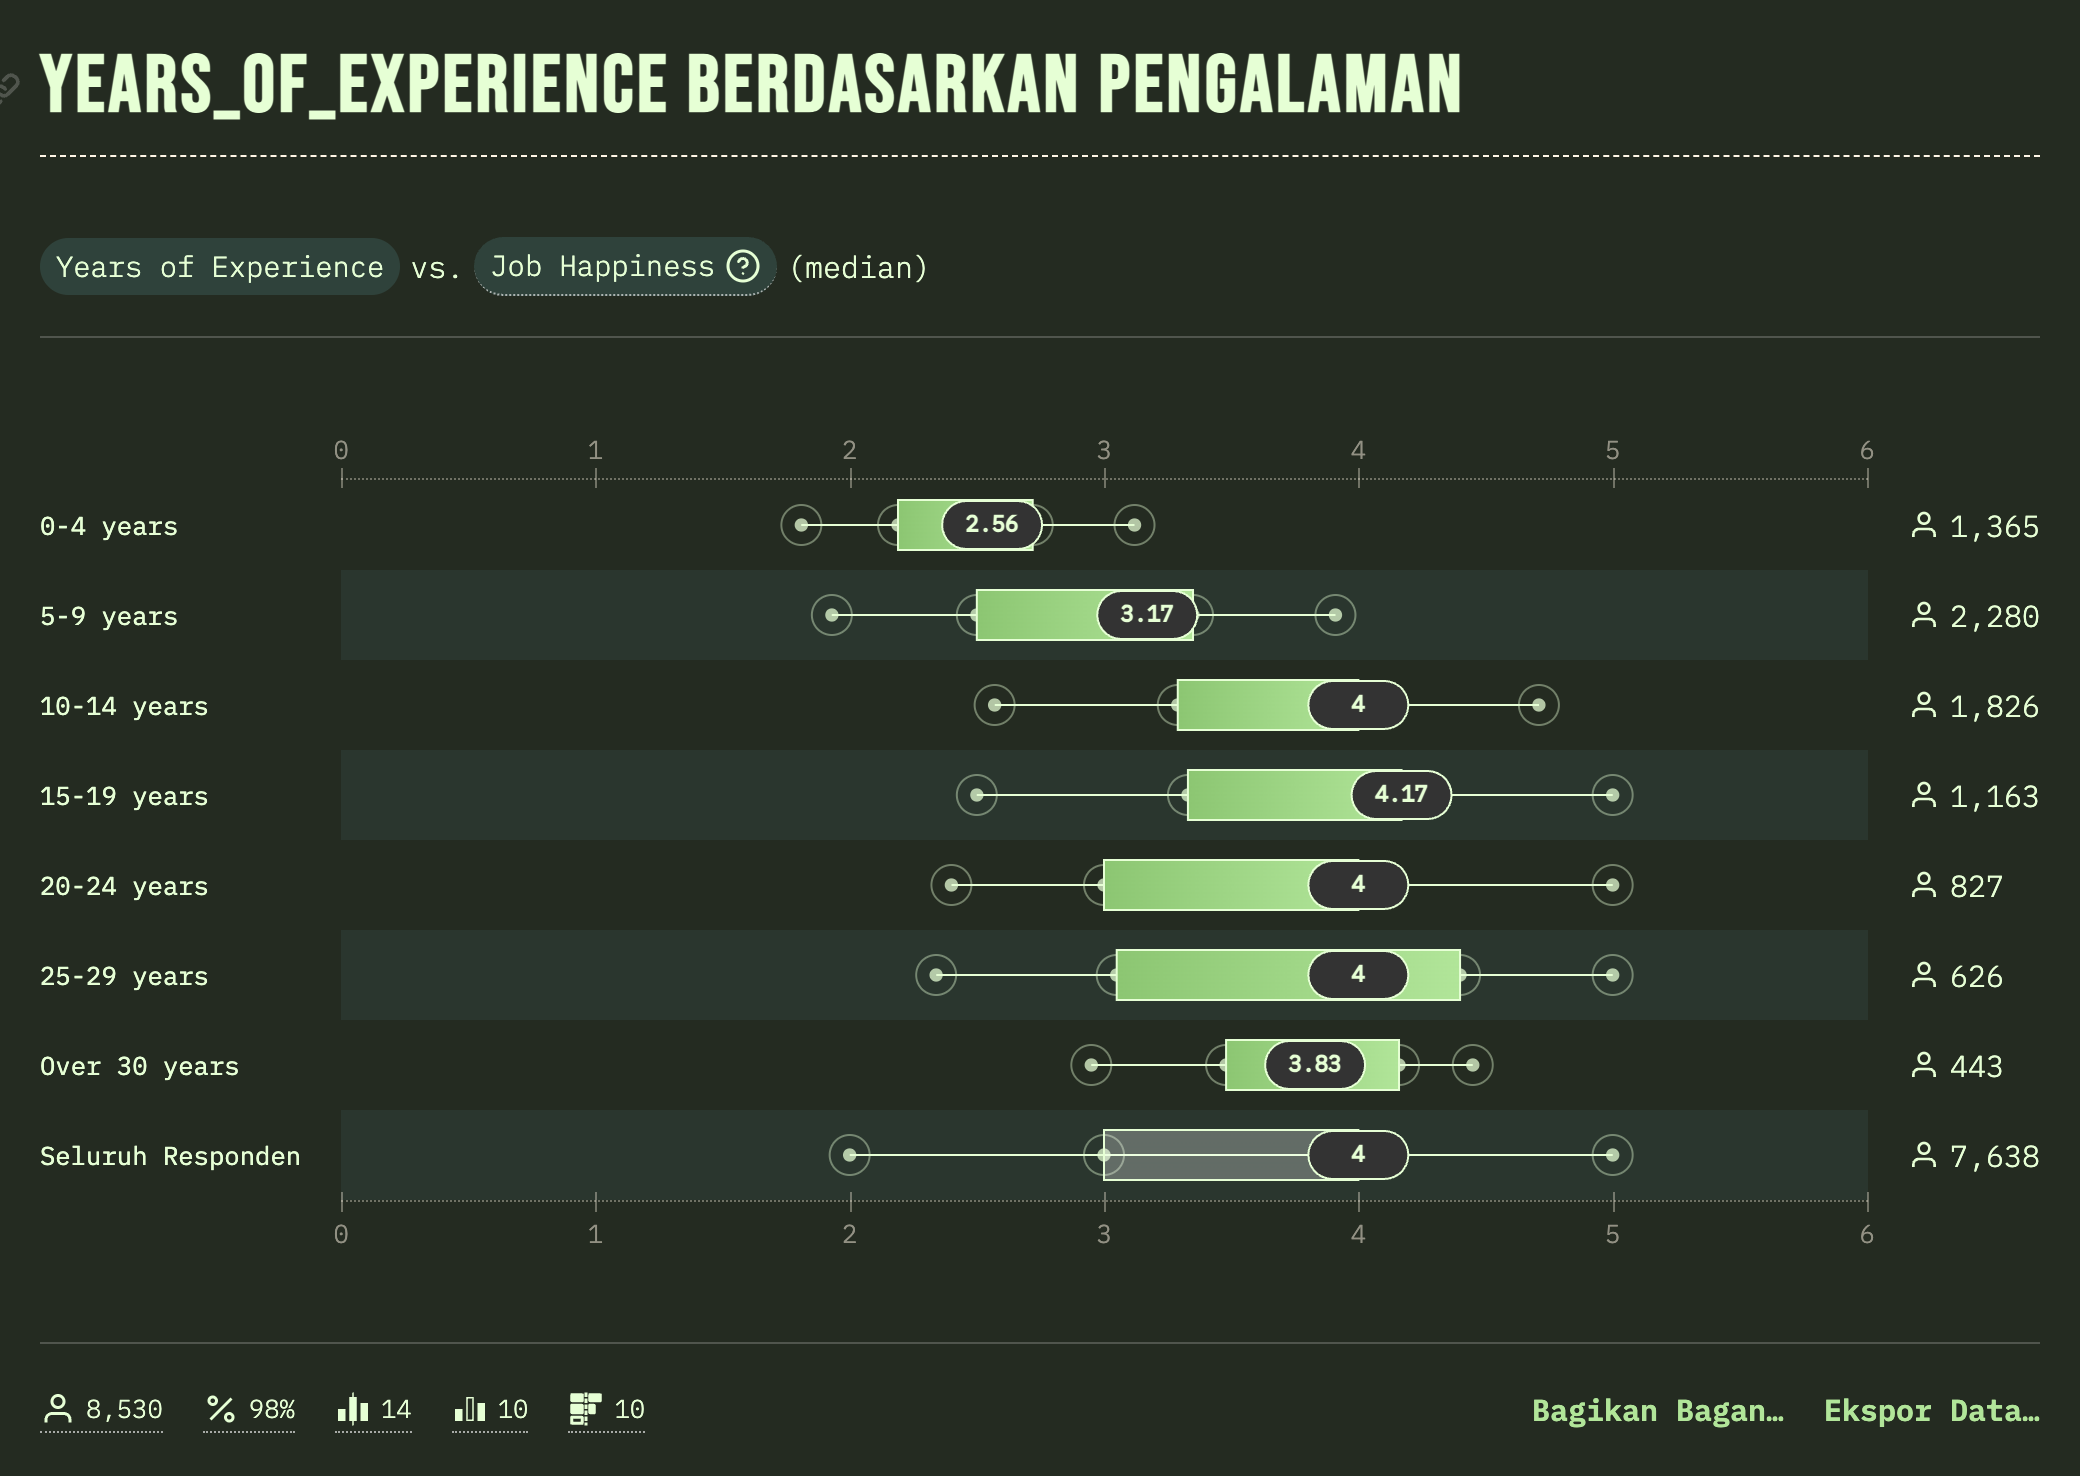 YEARS_OF_EXPERIENCE BERDASARKAN PENGALAMAN
Years of Experience vs. Job Happiness ? (median)
0 1 2 3 4 5 6
0-4 years 2.56 1,365
5-9 years 3.17 2,280
10-14 years 4 1,826
15-19 years 4.17 1,163
20-24 years 4 827
25-29 years 4 626
Over 30 years 3.83 443
Seluruh Responden 4 7,638
0 1 2 3 4 5 6
8,530 98% 14 10 10 Bagikan Bagan… Ekspor Data…